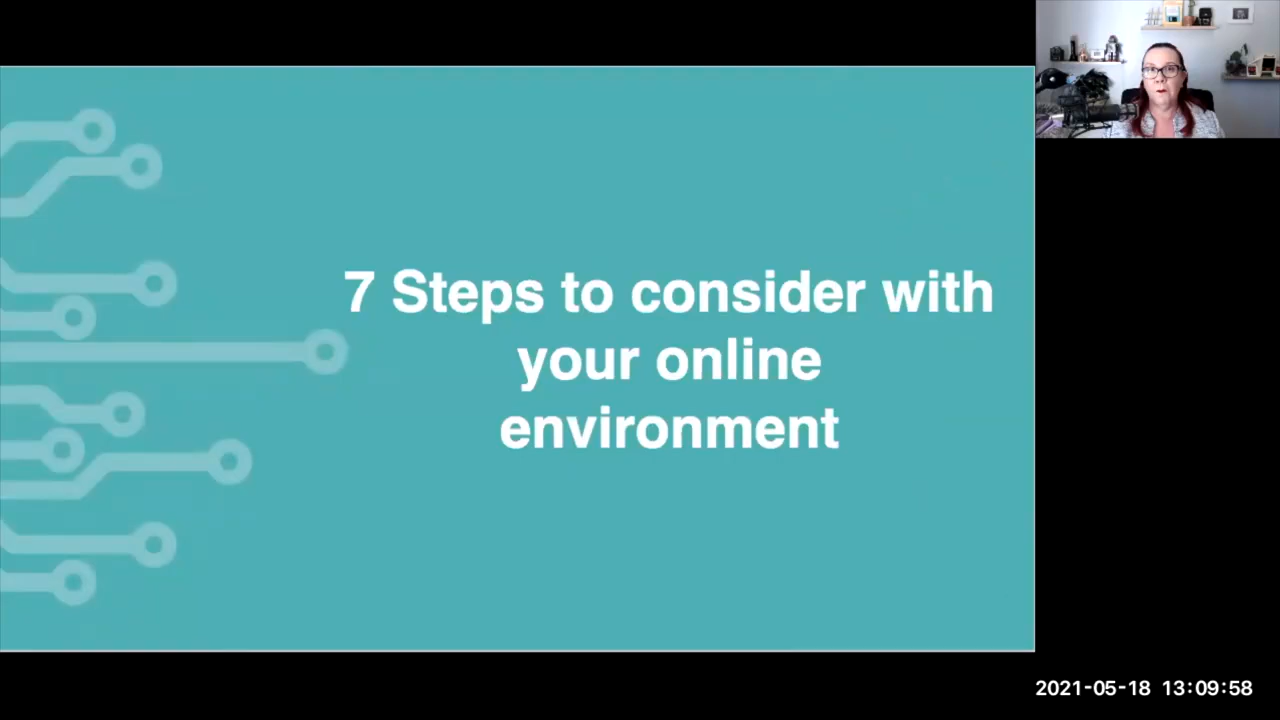 7 Steps to consider with
your online
environment
2021-05-18 13:09:58